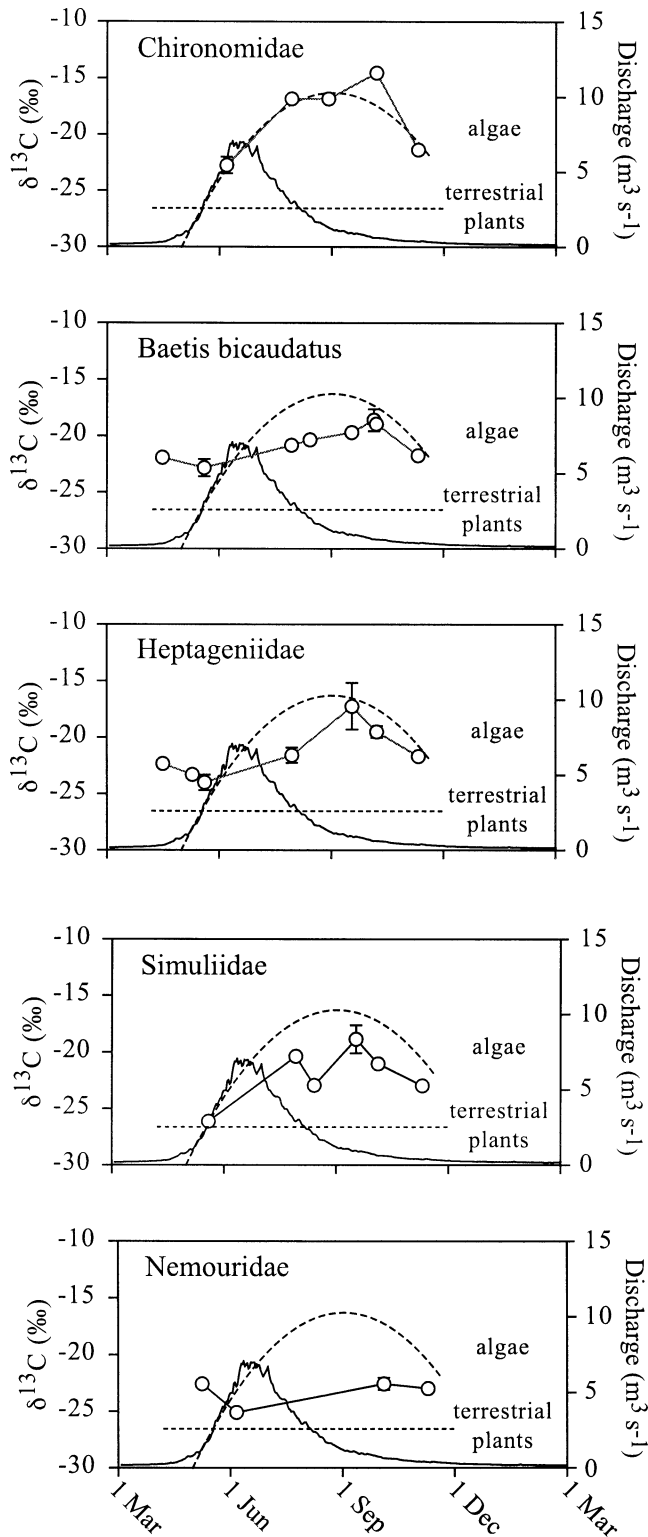 -10
15
Chironomidae
-15
10
algae
-20
δ13C (‰)
Discharge (m3 s-1)
5
-25
terrestrial
plants
-30
0
-10
15
Baetis bicaudatus
-15
10
algae
-20
δ13C (‰)
Discharge (m3 s-1)
5
-25
terrestrial
plants
-30
0
-10
15
Heptageniidae
-15
10
algae
-20
δ13C (‰)
Discharge (m3 s-1)
5
-25
terrestrial
plants
-30
0
-10
15
Simuliidae
-15
10
algae
-20
δ13C (‰)
Discharge (m3 s-1)
5
-25
terrestrial
plants
-30
0
-10
15
Nemouridae
-15
10
algae
-20
δ13C (‰)
Discharge (m3 s-1)
5
-25
terrestrial
plants
-30
0
1 Mar
1 Jun
1 Sep
1 Dec
1 Mar